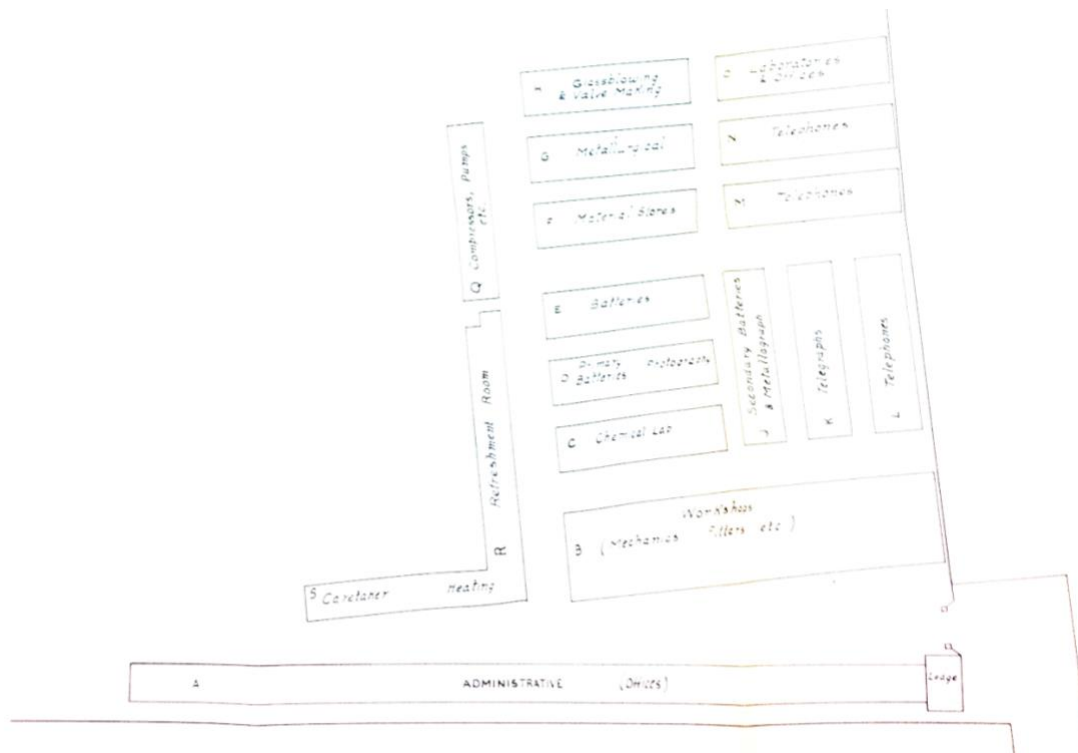 H Glassblowing
& Valve Making
O Laboratories
& Offices
G Metallurgical
N Telephones
F Material Stores
M Telephones
Q Compressors, Pumps
etc.
E Batteries
D Primary
Batteries Photography
C Chemical Lab
J Secondary Batteries
& Metallograph
K Telegraphs
L Telephones
R Refreshment Room
Workshops
B (Mechanics Fitters etc)
S Caretaker Heating
A ADMINISTRATIVE (Offices)
Lodge